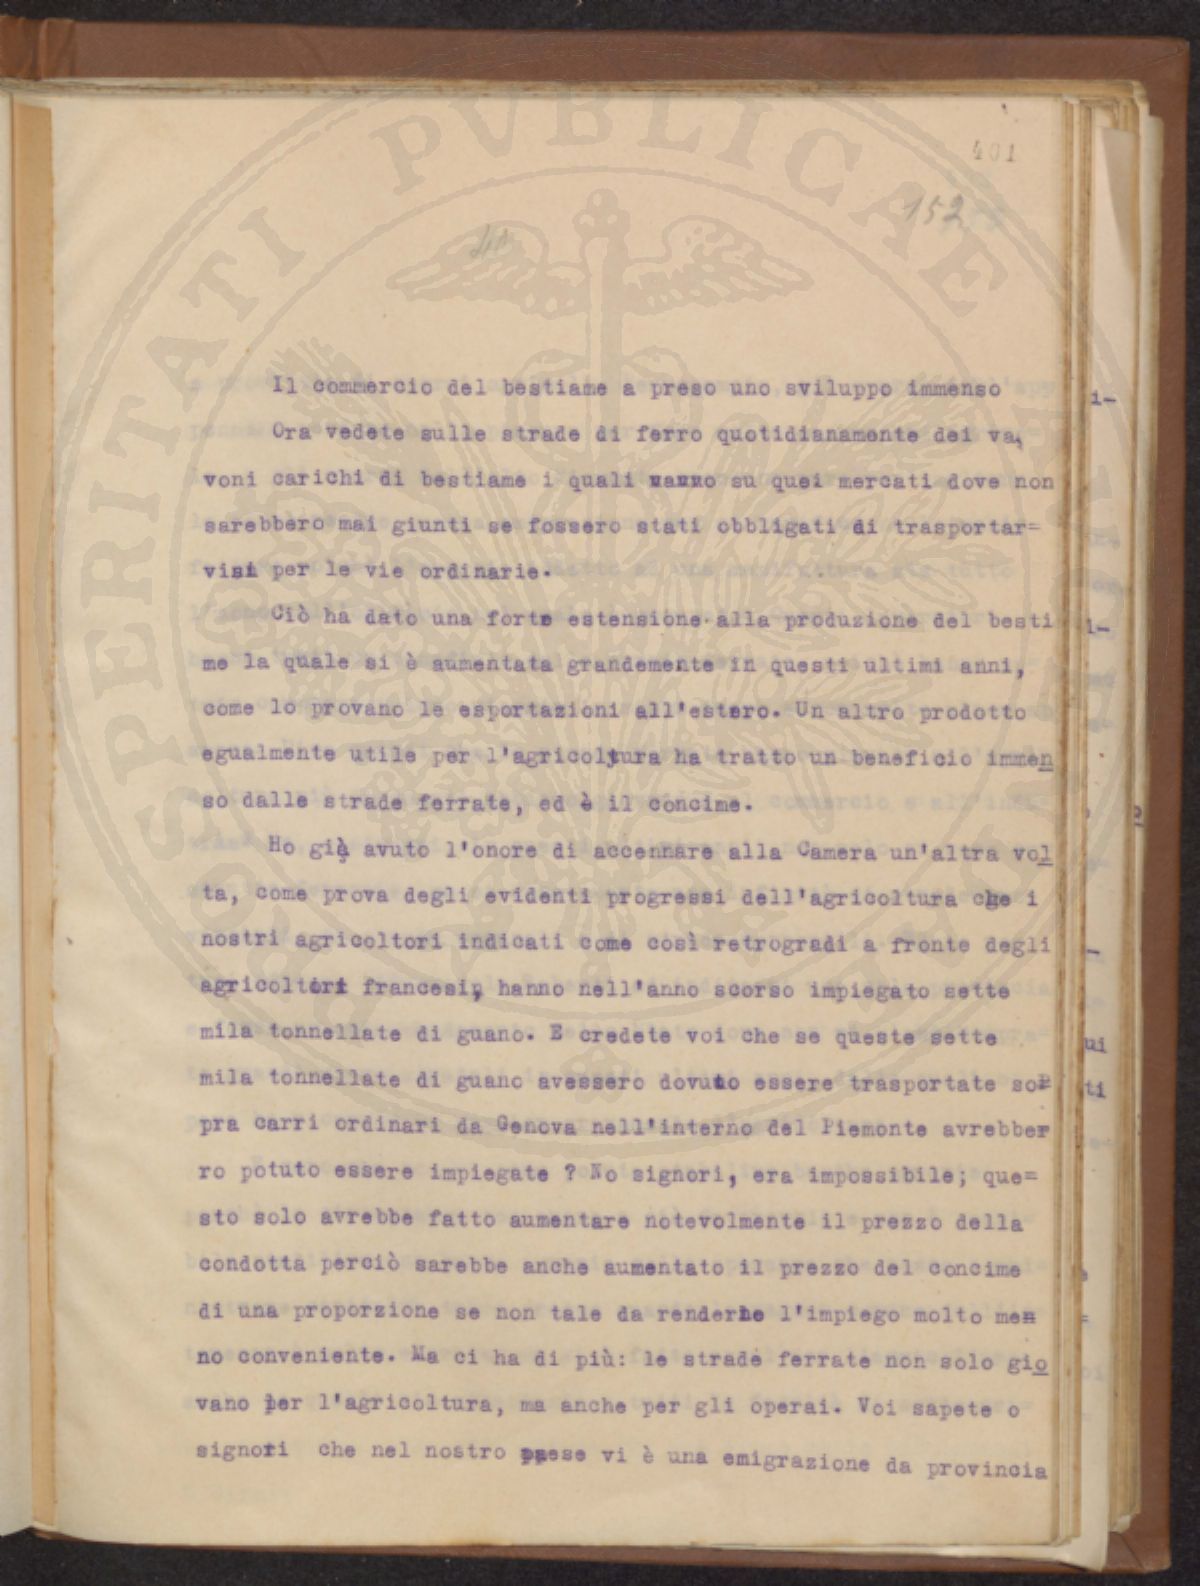 PROSPERITATI PVBLICAE
401
152
Il commercio del bestiame a preso uno sviluppo immenso
Ora vedete sulle strade di ferro quotidianamente dei va
voni carichi di bestiame i quali vanno su quei mercati dove non
sarebbero mai giunti se fossero stati obbligati di trasportar=
visi per le vie ordinarie.
Ciò ha dato una forte estensione alla produzione del besti
me la quale si è aumentata grandemente in questi ultimi anni,
come lo provano le esportazioni all'estero. Un altro prodotto
egualmente utile per l'agricoltura ha tratto un beneficio immen
so dalle strade ferrate, ed è il concime.
Ho già avuto l'onore di accennare alla Camera un'altra vol
ta, come prova degli evidenti progressi dell'agricoltura che i
nostri agricoltori indicati come così retrogradi a fronte degli
agricoltori francesi, hanno nell'anno scorso impiegato sette
mila tonnellate di guano. E credete voi che se queste sette
mila tonnellate di guano avessero dovuto essere trasportate so=
pra carri ordinari da Genova nell'interno del Piemonte avrebber
ro potuto essere impiegate ? No signori, era impossibile; que=
sto solo avrebbe fatto aumentare notevolmente il prezzo della
condotta perciò sarebbe anche aumentato il prezzo del concime
di una proporzione se non tale da renderne l'impiego molto me=
no conveniente. Ma ci ha di più: le strade ferrate non solo gio
vano per l'agricoltura, ma anche per gli operai. Voi sapete o
signori che nel nostro paese vi è una emigrazione da provincia